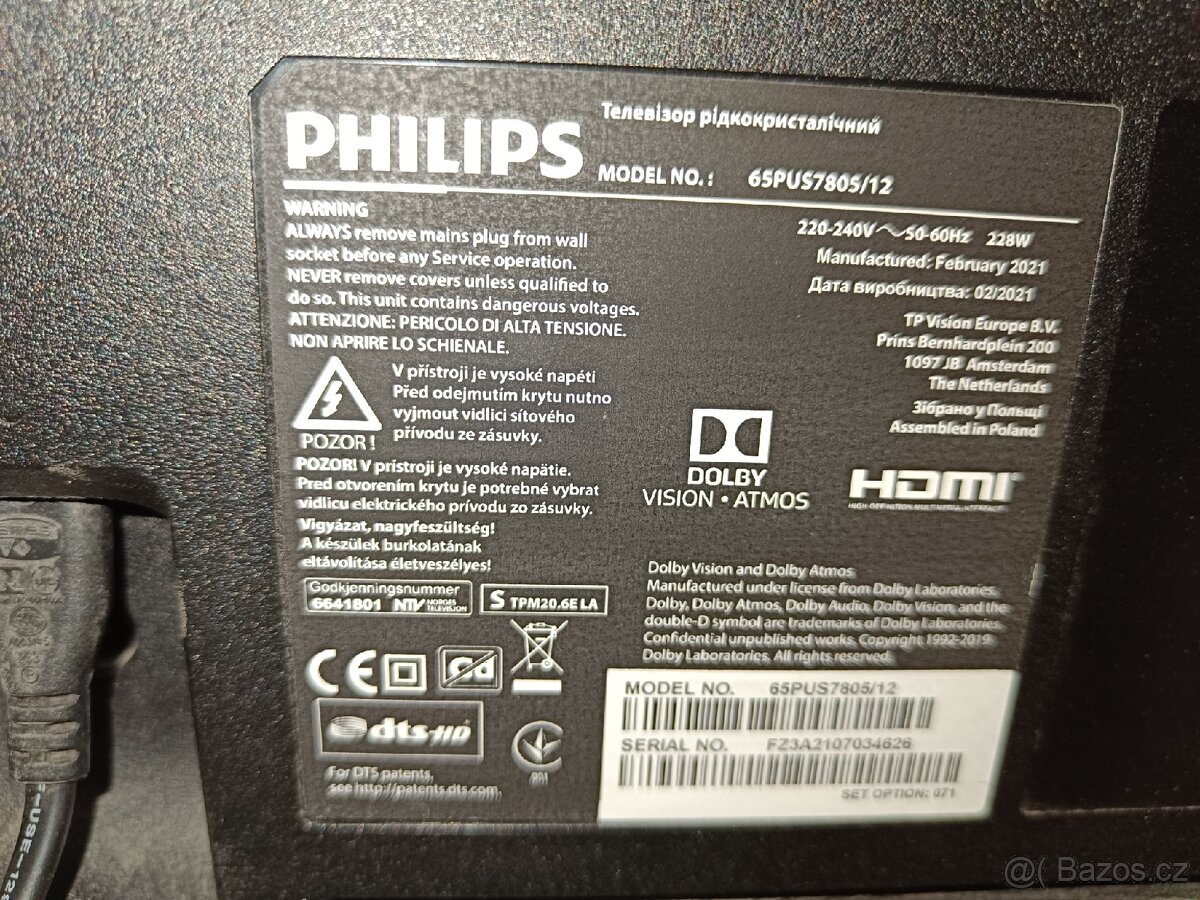 PHILIPS
Телевізор рідкокристалічний
MODEL NO. : 65PUS7805/12
WARNING
ALWAYS remove mains plug from wall
socket before any Service operation.
NEVER remove covers unless qualified to
do so. This unit contains dangerous voltages.
ATTENZIONE: PERICOLO DI ALTA TENSIONE.
NON APRIRE LO SCHIENALE.
220-240V ~ 50-60Hz 228W
Manufactured: February 2021
Дата виробництва: 02/2021
TP Vision Europe B.V.
Prins Bernhardplein 200
1097 JB Amsterdam
The Netherlands
Зібрано у Польщі
Assembled in Poland
V přístroji je vysoké napětí
Před odejmutím krytu nutno
vyjmout vidlici síťového
přívodu ze zásuvky.
POZOR !
POZOR! V prístroji je vysoké napätie.
Pred otvorením krytu je potrebné vybrat
vidlicu elektrického prívodu zo zásuvky.
Vigyázat, nagyfeszültség!
A készülek burkolatának
eltávolítása életveszélyes!
DOLBY
VISION • ATMOS
HDMI
HIGH DEFINITION MULTIMEDIA INTERFACE
Godkjenningsnummer
6641801 NTV NORGES TELEVISJON
S TPM20.6E LA
Dolby Vision and Dolby Atmos
Manufactured under license from Dolby Laboratories.
Dolby, Dolby Atmos, Dolby Audio, Dolby Vision, and the
double-D symbol are trademarks of Dolby Laboratories.
Confidential unpublished works. Copyright 1992-2019
Dolby Laboratories. All rights reserved.
CE
dts-HD
For DTS patents,
see http://patents.dts.com.
MODEL NO. 65PUS7805/12
SERIAL NO. FZ3A2107034626
SET OPTION: 071
@( Bazos.cz